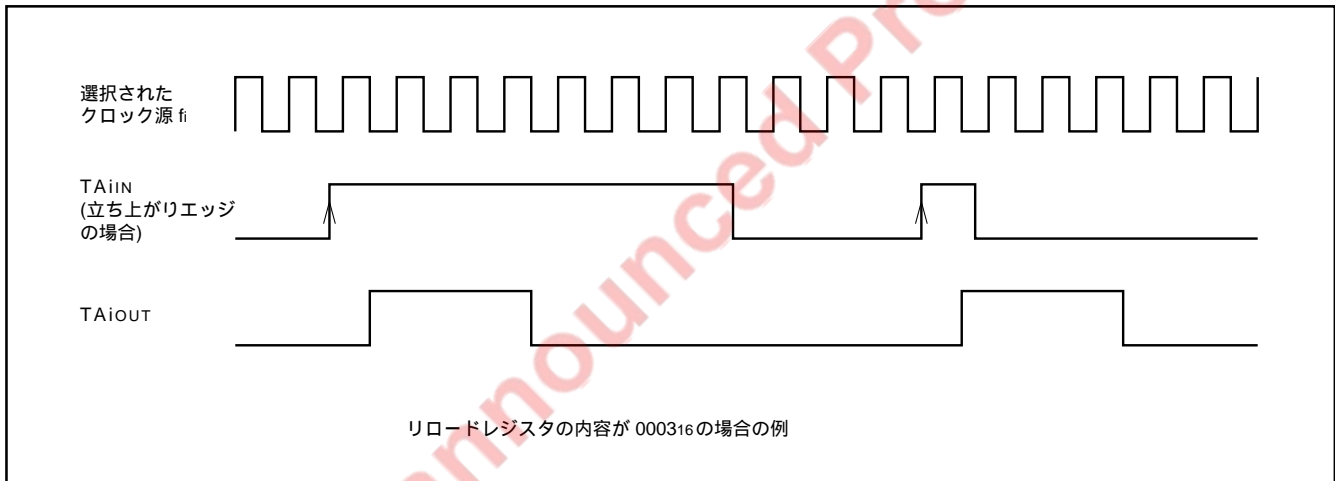 選択された
クロック源 fi
TAiIN
(立ち上がりエッジ
の場合)
TAiOUT
リロードレジスタの内容が 000316の場合の例
announced Pro